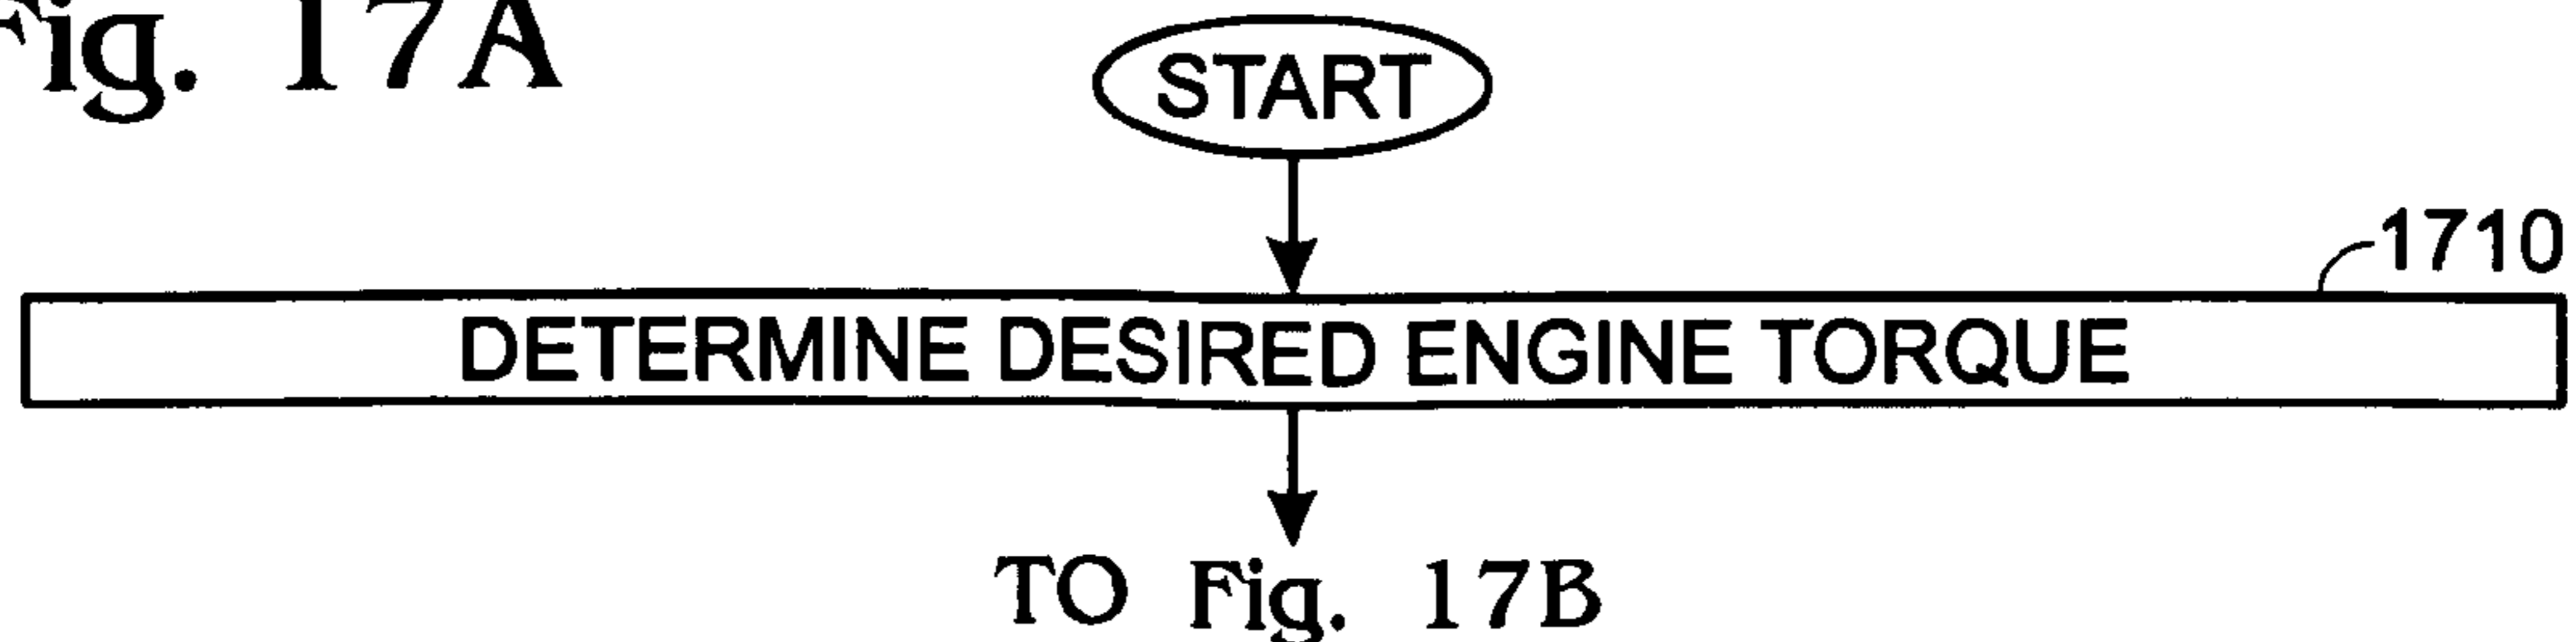 Fig. 17A
START
1710
DETERMINE DESIRED ENGINE TORQUE
TO Fig. 17B